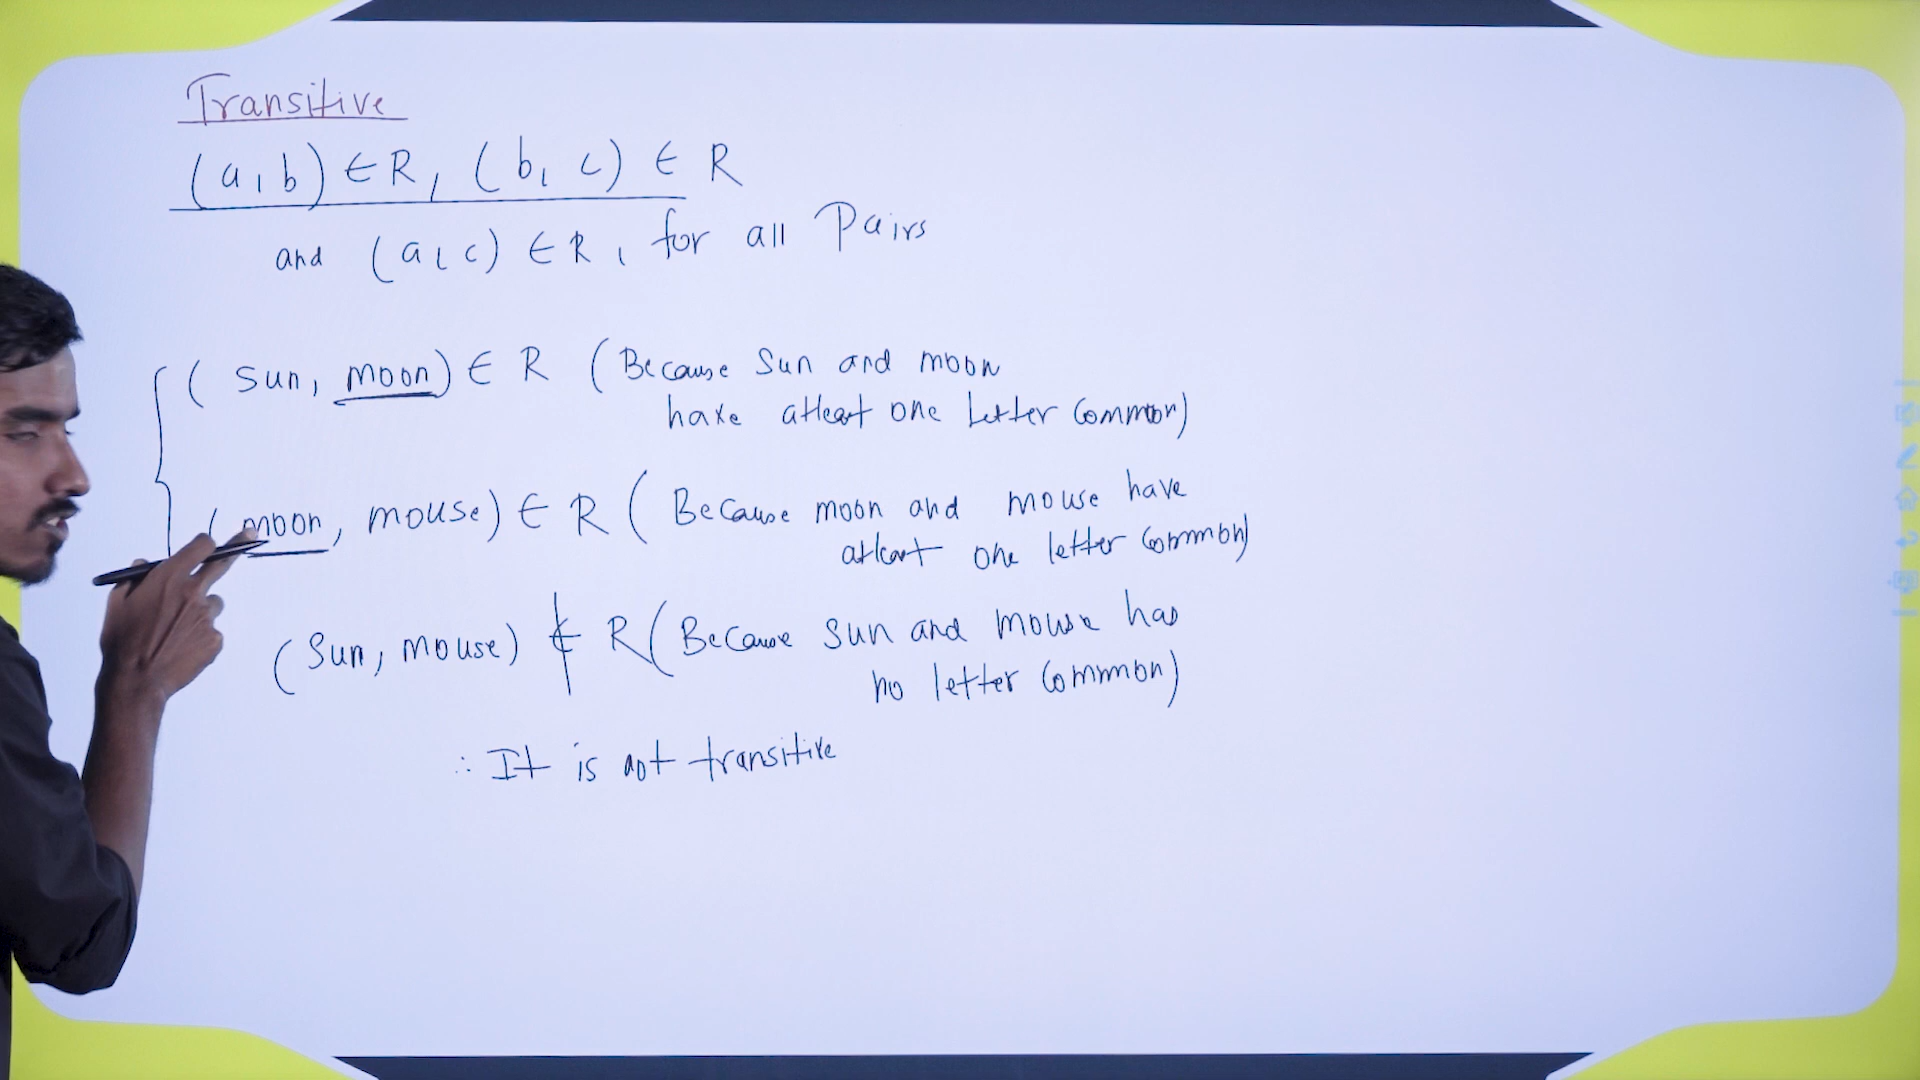 Transitive
(a, b) ∈ R, (b, c) ∈ R
and (a, c) ∈ R, for all Pairs
(sun, moon) ∈ R (Because Sun and moon
have atleast one Letter Common)
(moon, mouse) ∈ R (Because moon and mouse have
atleast one letter Common)
(Sun, mouse) ∉ R (Because Sun and mouse has
no letter Common)
∴ It is not transitive